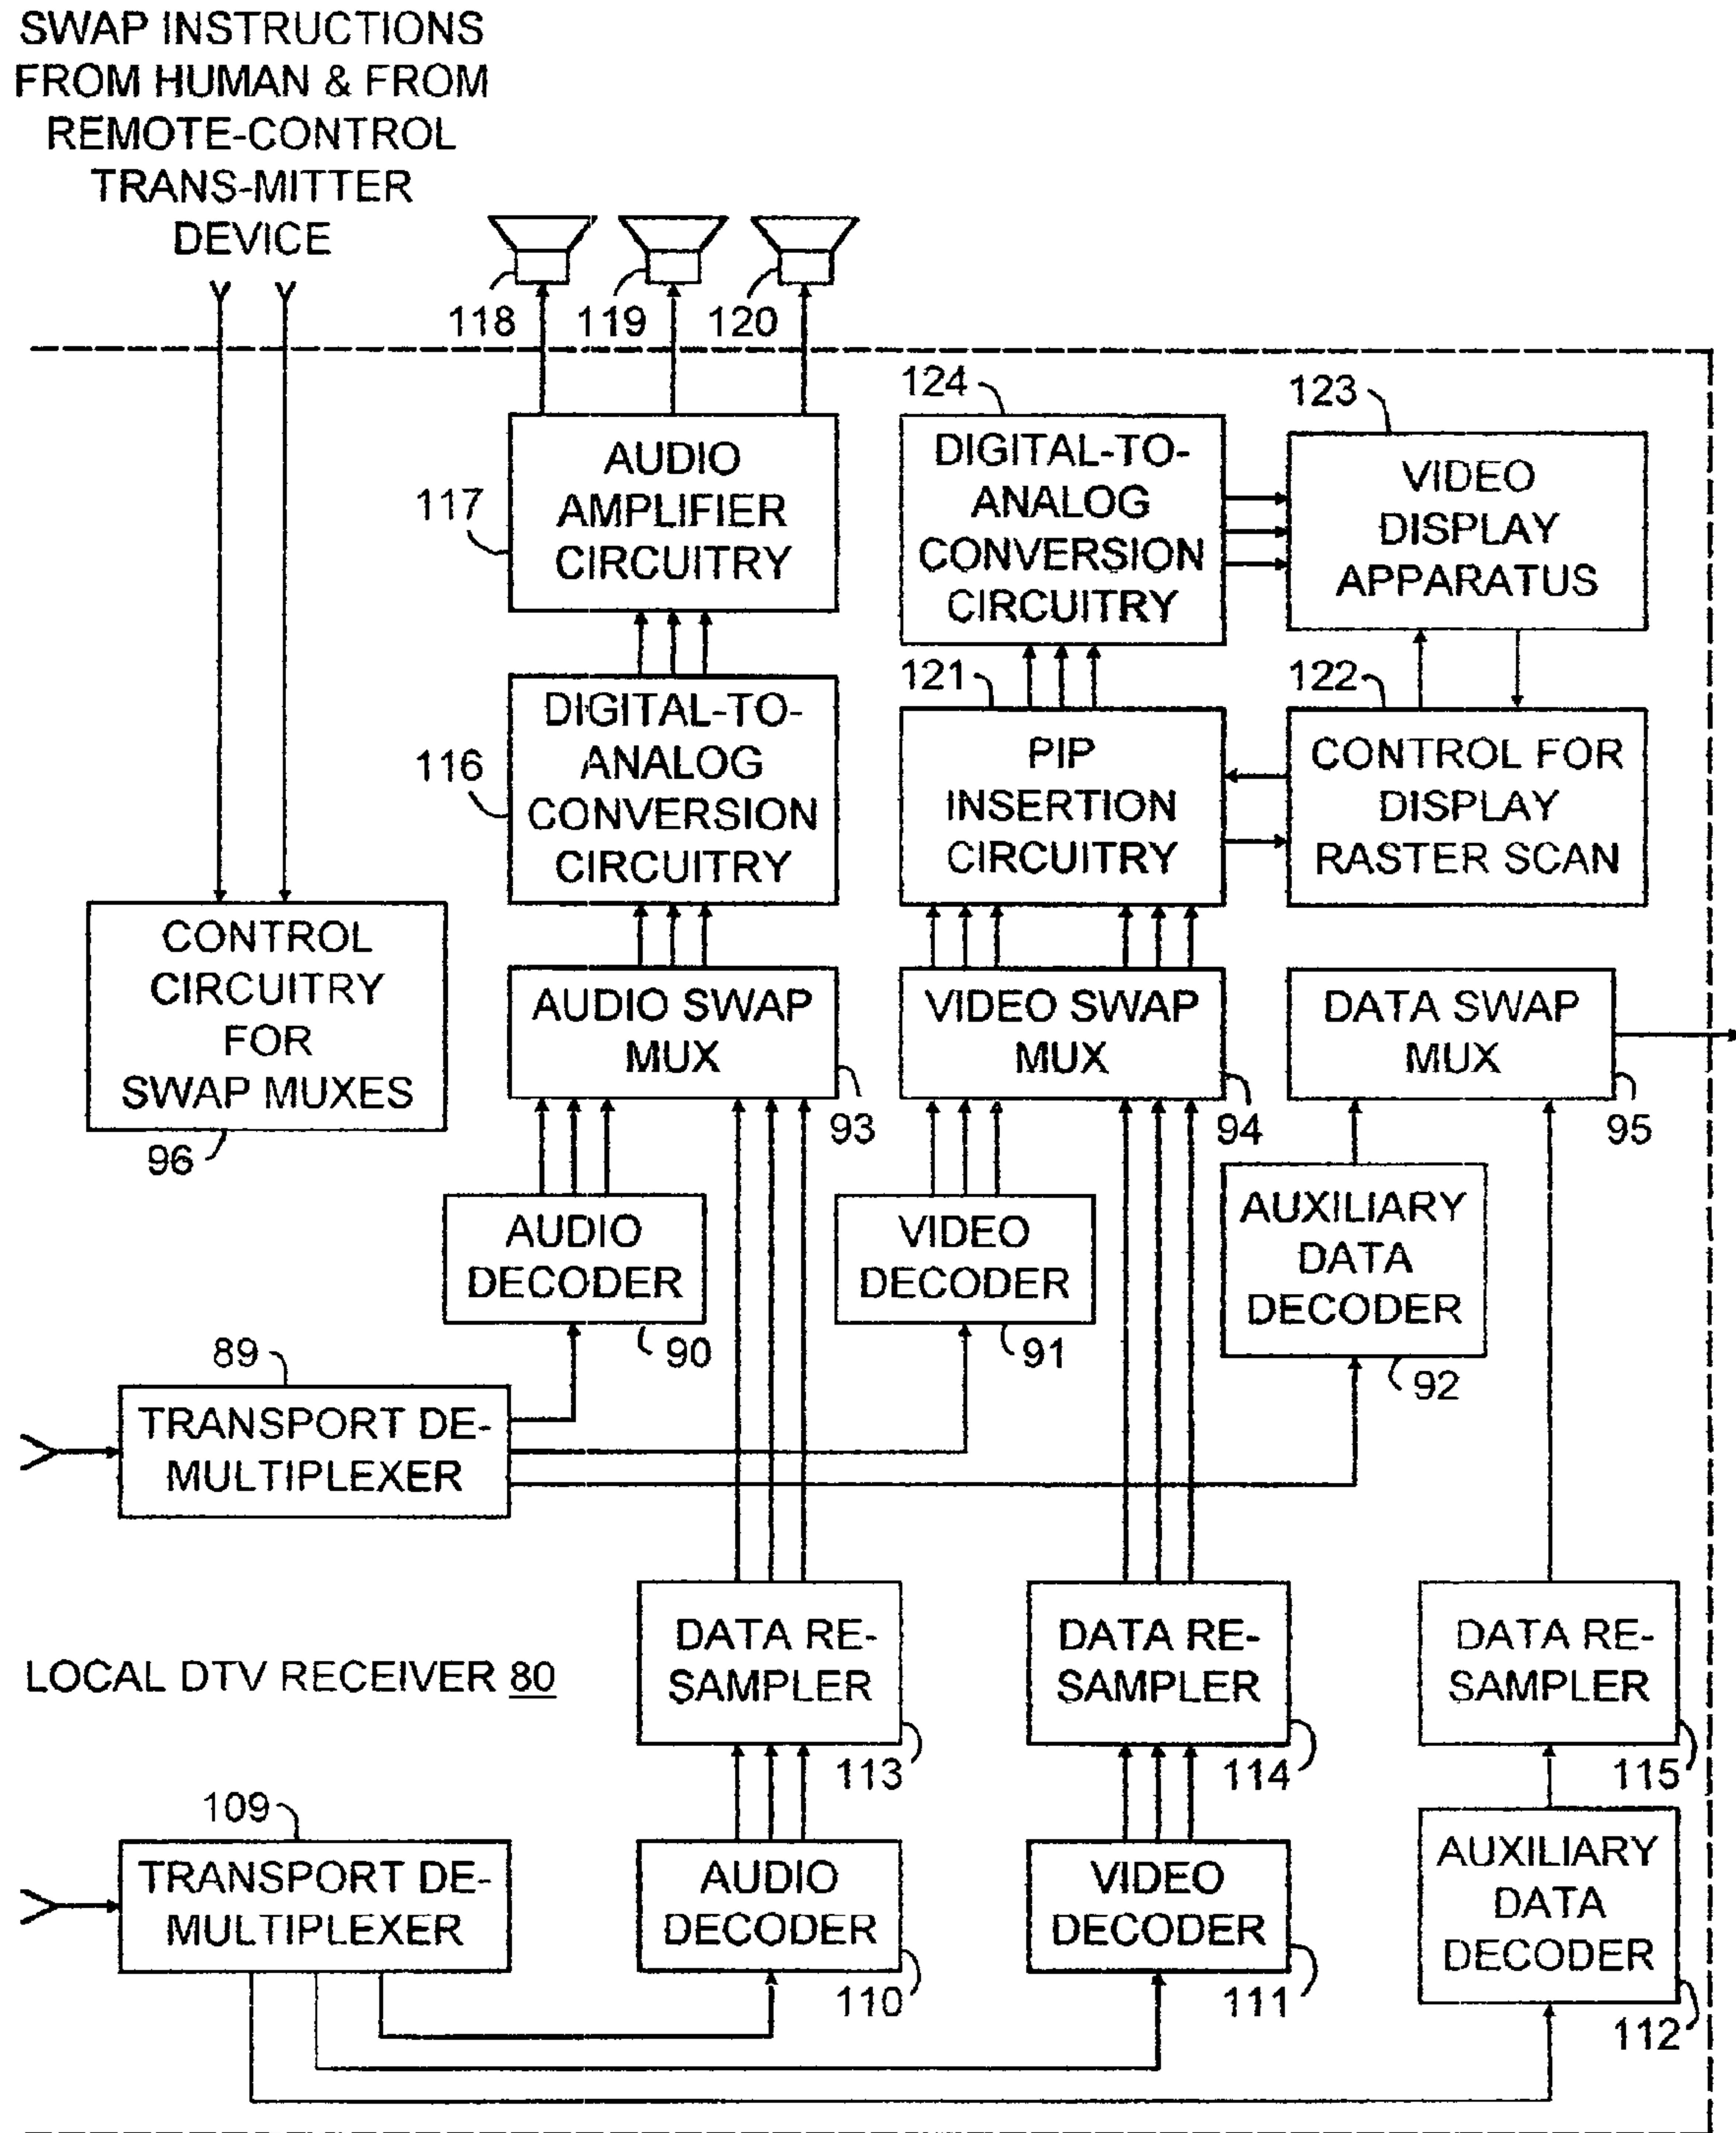 SWAP INSTRUCTIONS
FROM HUMAN & FROM
REMOTE-CONTROL
TRANS-MITTER
DEVICE
118
119
120
124
123
117
AUDIO
AMPLIFIER
CIRCUITRY
DIGITAL-TO-
ANALOG
CONVERSION
CIRCUITRY
VIDEO
DISPLAY
APPARATUS
121
122
116
DIGITAL-TO-
ANALOG
CONVERSION
CIRCUITRY
PIP
INSERTION
CIRCUITRY
CONTROL FOR
DISPLAY
RASTER SCAN
CONTROL
CIRCUITRY
FOR
SWAP MUXES
96
AUDIO SWAP
MUX
93
VIDEO SWAP
MUX
94
DATA SWAP
MUX
95
AUDIO
DECODER
90
VIDEO
DECODER
91
AUXILIARY
DATA
DECODER
92
89
TRANSPORT DE-
MULTIPLEXER
DATA RE-
SAMPLER
113
DATA RE-
SAMPLER
114
DATA RE-
SAMPLER
115
LOCAL DTV RECEIVER 80
109
TRANSPORT DE-
MULTIPLEXER
AUDIO
DECODER
110
VIDEO
DECODER
111
AUXILIARY
DATA
DECODER
112